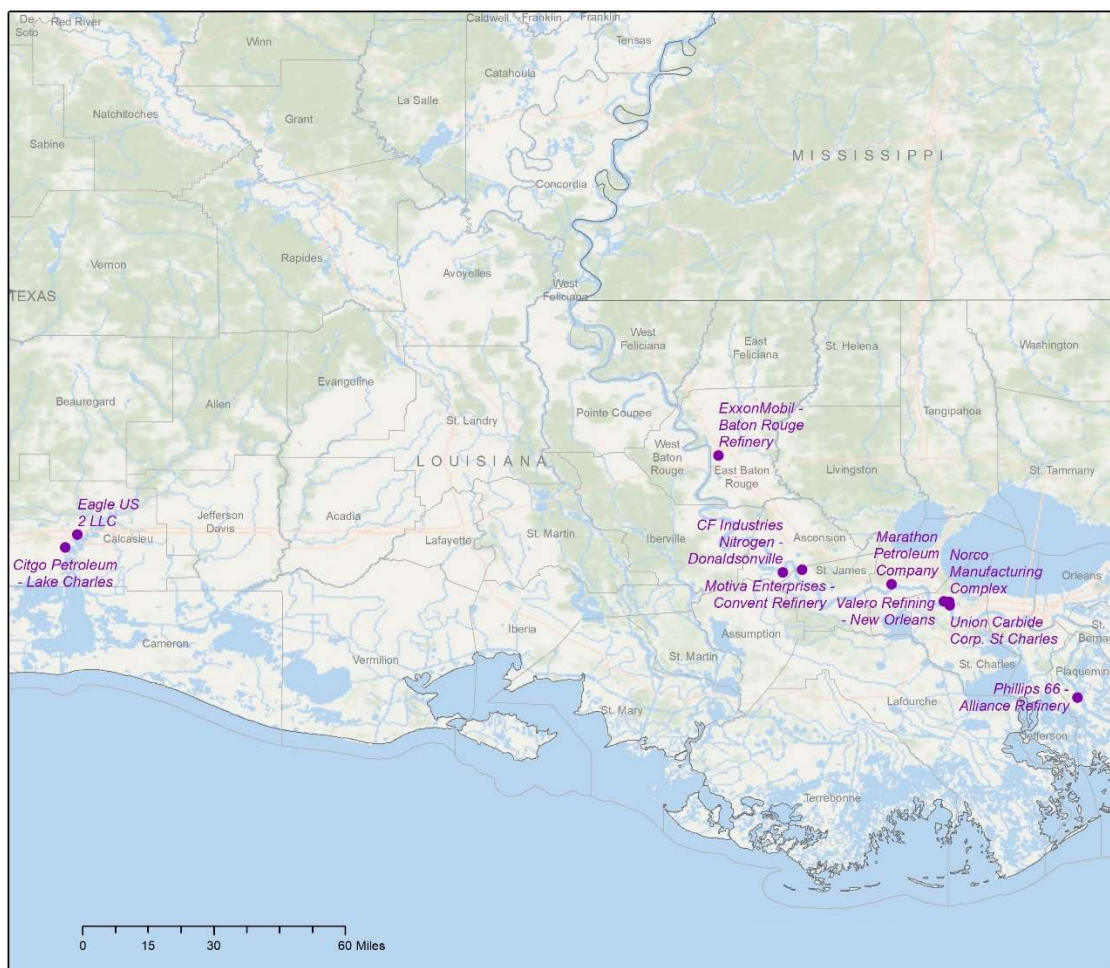 De
Soto
Red River
Caldwell
Franklin
Franklin
Tensas
Winn
Catahoula
La Salle
Natchitoches
Grant
Sabine
MISSISSIPPI
Concordia
Vernon
Rapides
Avoyelles
West
Feliciana
TEXAS
West
Feliciana
East
Feliciana
St. Helena
Washington
Evangeline
Beauregard
Allen
St. Landry
Pointe Coupee
ExxonMobil -
Baton Rouge
Refinery
Tangipahoa
West
Baton
Rouge
East Baton
Rouge
LOUISIANA
Livingston
St. Tammany
Eagle US
2 LLC
Calcasieu
Jefferson
Davis
Acadia
Lafayette
St. Martin
Iberville
CF Industries
Nitrogen -
Donaldsonville
Ascension
Marathon
Petroleum
Company
Norco
Manufacturing
Complex
Orleans
Citgo Petroleum
- Lake Charles
St. James
Motiva Enterprises -
Convent Refinery
Valero Refining
- New Orleans
Union Carbide
Corp. St Charles
St.
Berna
Iberia
Assumption
Cameron
Vermilion
St. Martin
St. Charles
Plaquemin
St. Mary
Lafourche
Phillips 66 -
Alliance Refinery
Jefferson
Terrebonne
0 15 30 60 Miles